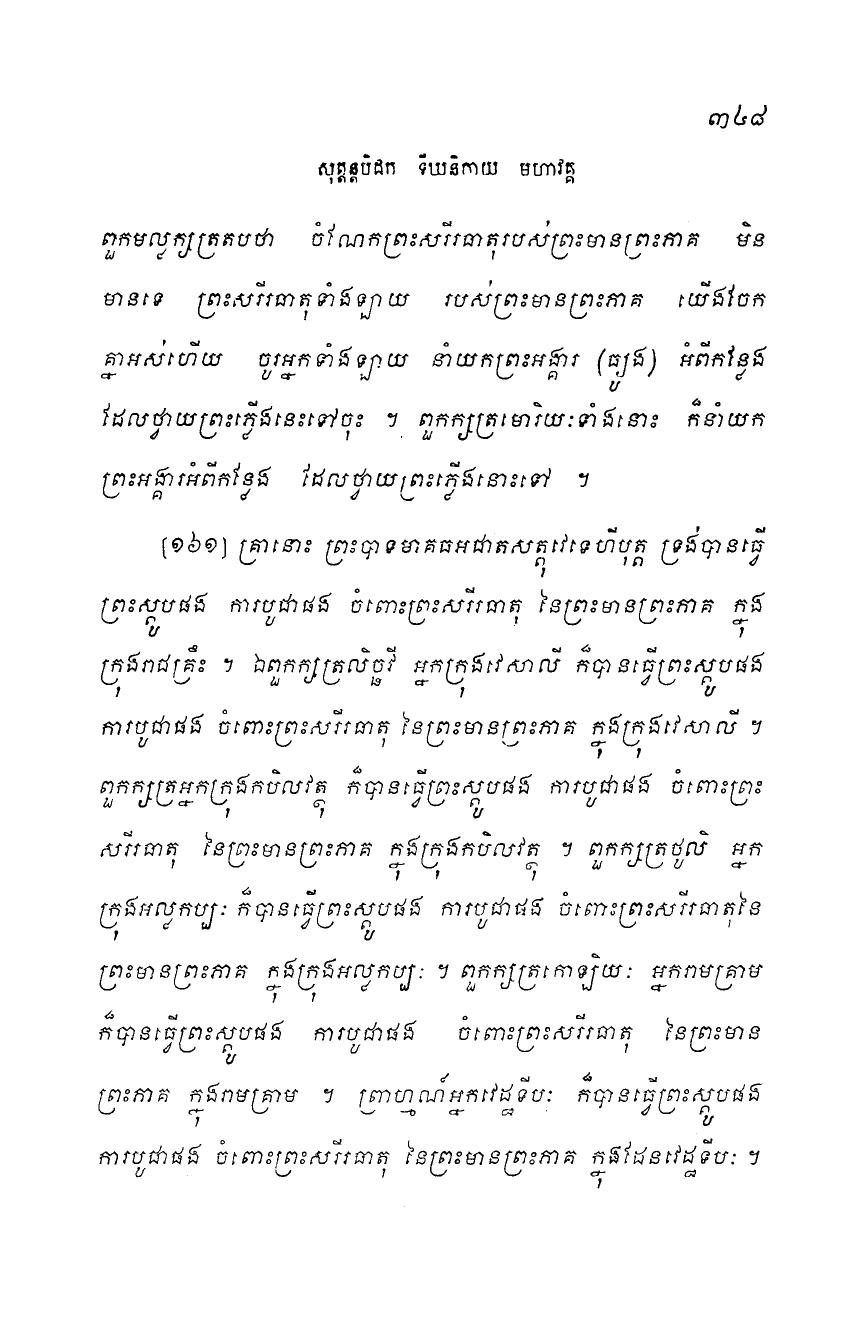 ៣៤៨
សុត្តន្តបិដក ទីឃនិកាយ មហាវគ្គ
ពួកមល្លក្សត្រតបថា ចំណែកព្រះសរីរធាតុរបស់ព្រះមានព្រះភាគ មិន
មានទេ ព្រះសរីរធាតុទាំងឡាយ របស់ព្រះមានព្រះភាគ យើងចែក
គ្នាអស់ហើយ ចូរអ្នកទាំងឡាយ នាំយកព្រះអង្គារ (ធ្យូង) អំពីកន្លែង
ដែលថ្វាយព្រះភ្លើងនេះទៅចុះ ។ ពួកក្សត្រមោរិយៈទាំងនោះ ក៏នាំយក
ព្រះអង្គារអំពីកន្លែង ដែលថ្វាយព្រះភ្លើងនោះទៅ ។
[១៦១] គ្រានោះ ព្រះបាទមាគធអជាតសត្តុវេទេហីបុត្ត ទ្រង់បានធ្វើ
ព្រះស្តូបផង ការបូជាផង ចំពោះព្រះសរីរធាតុ នៃព្រះមានព្រះភាគ ក្នុង
ក្រុងរាជគ្រឹះ ។ ឯពួកក្សត្រលិច្ឆវី អ្នកក្រុងវេសាលី ក៏បានធ្វើព្រះស្តូបផង
ការបូជាផង ចំពោះព្រះសរីរធាតុ នៃព្រះមានព្រះភាគ ក្នុងក្រុងវេសាលី ។
ពួកក្សត្រអ្នកក្រុងកបិលវត្ថុ ក៏បានធ្វើព្រះស្តូបផង ការបូជាផង ចំពោះព្រះ
សរីរធាតុ នៃព្រះមានព្រះភាគ ក្នុងក្រុងកបិលវត្ថុ ។ ពួកក្សត្រថូលិ អ្នក
ក្រុងអល្លកប្បៈ ក៏បានធ្វើព្រះស្តូបផង ការបូជាផង ចំពោះព្រះសរីរធាតុនៃ
ព្រះមានព្រះភាគ ក្នុងក្រុងអល្លកប្បៈ ។ ពួកក្សត្រកោឡិយៈ អ្នករាមគ្រាម
ក៏បានធ្វើព្រះស្តូបផង ការបូជាផង ចំពោះព្រះសរីរធាតុ នៃព្រះមាន
ព្រះភាគ ក្នុងរាមគ្រាម ។ ព្រាហ្មណ៍អ្នកវេដ្ឋទីបៈ ក៏បានធ្វើព្រះស្តូបផង
ការបូជាផង ចំពោះព្រះសរីរធាតុ នៃព្រះមានព្រះភាគ ក្នុងដែនវេដ្ឋទីបៈ ។